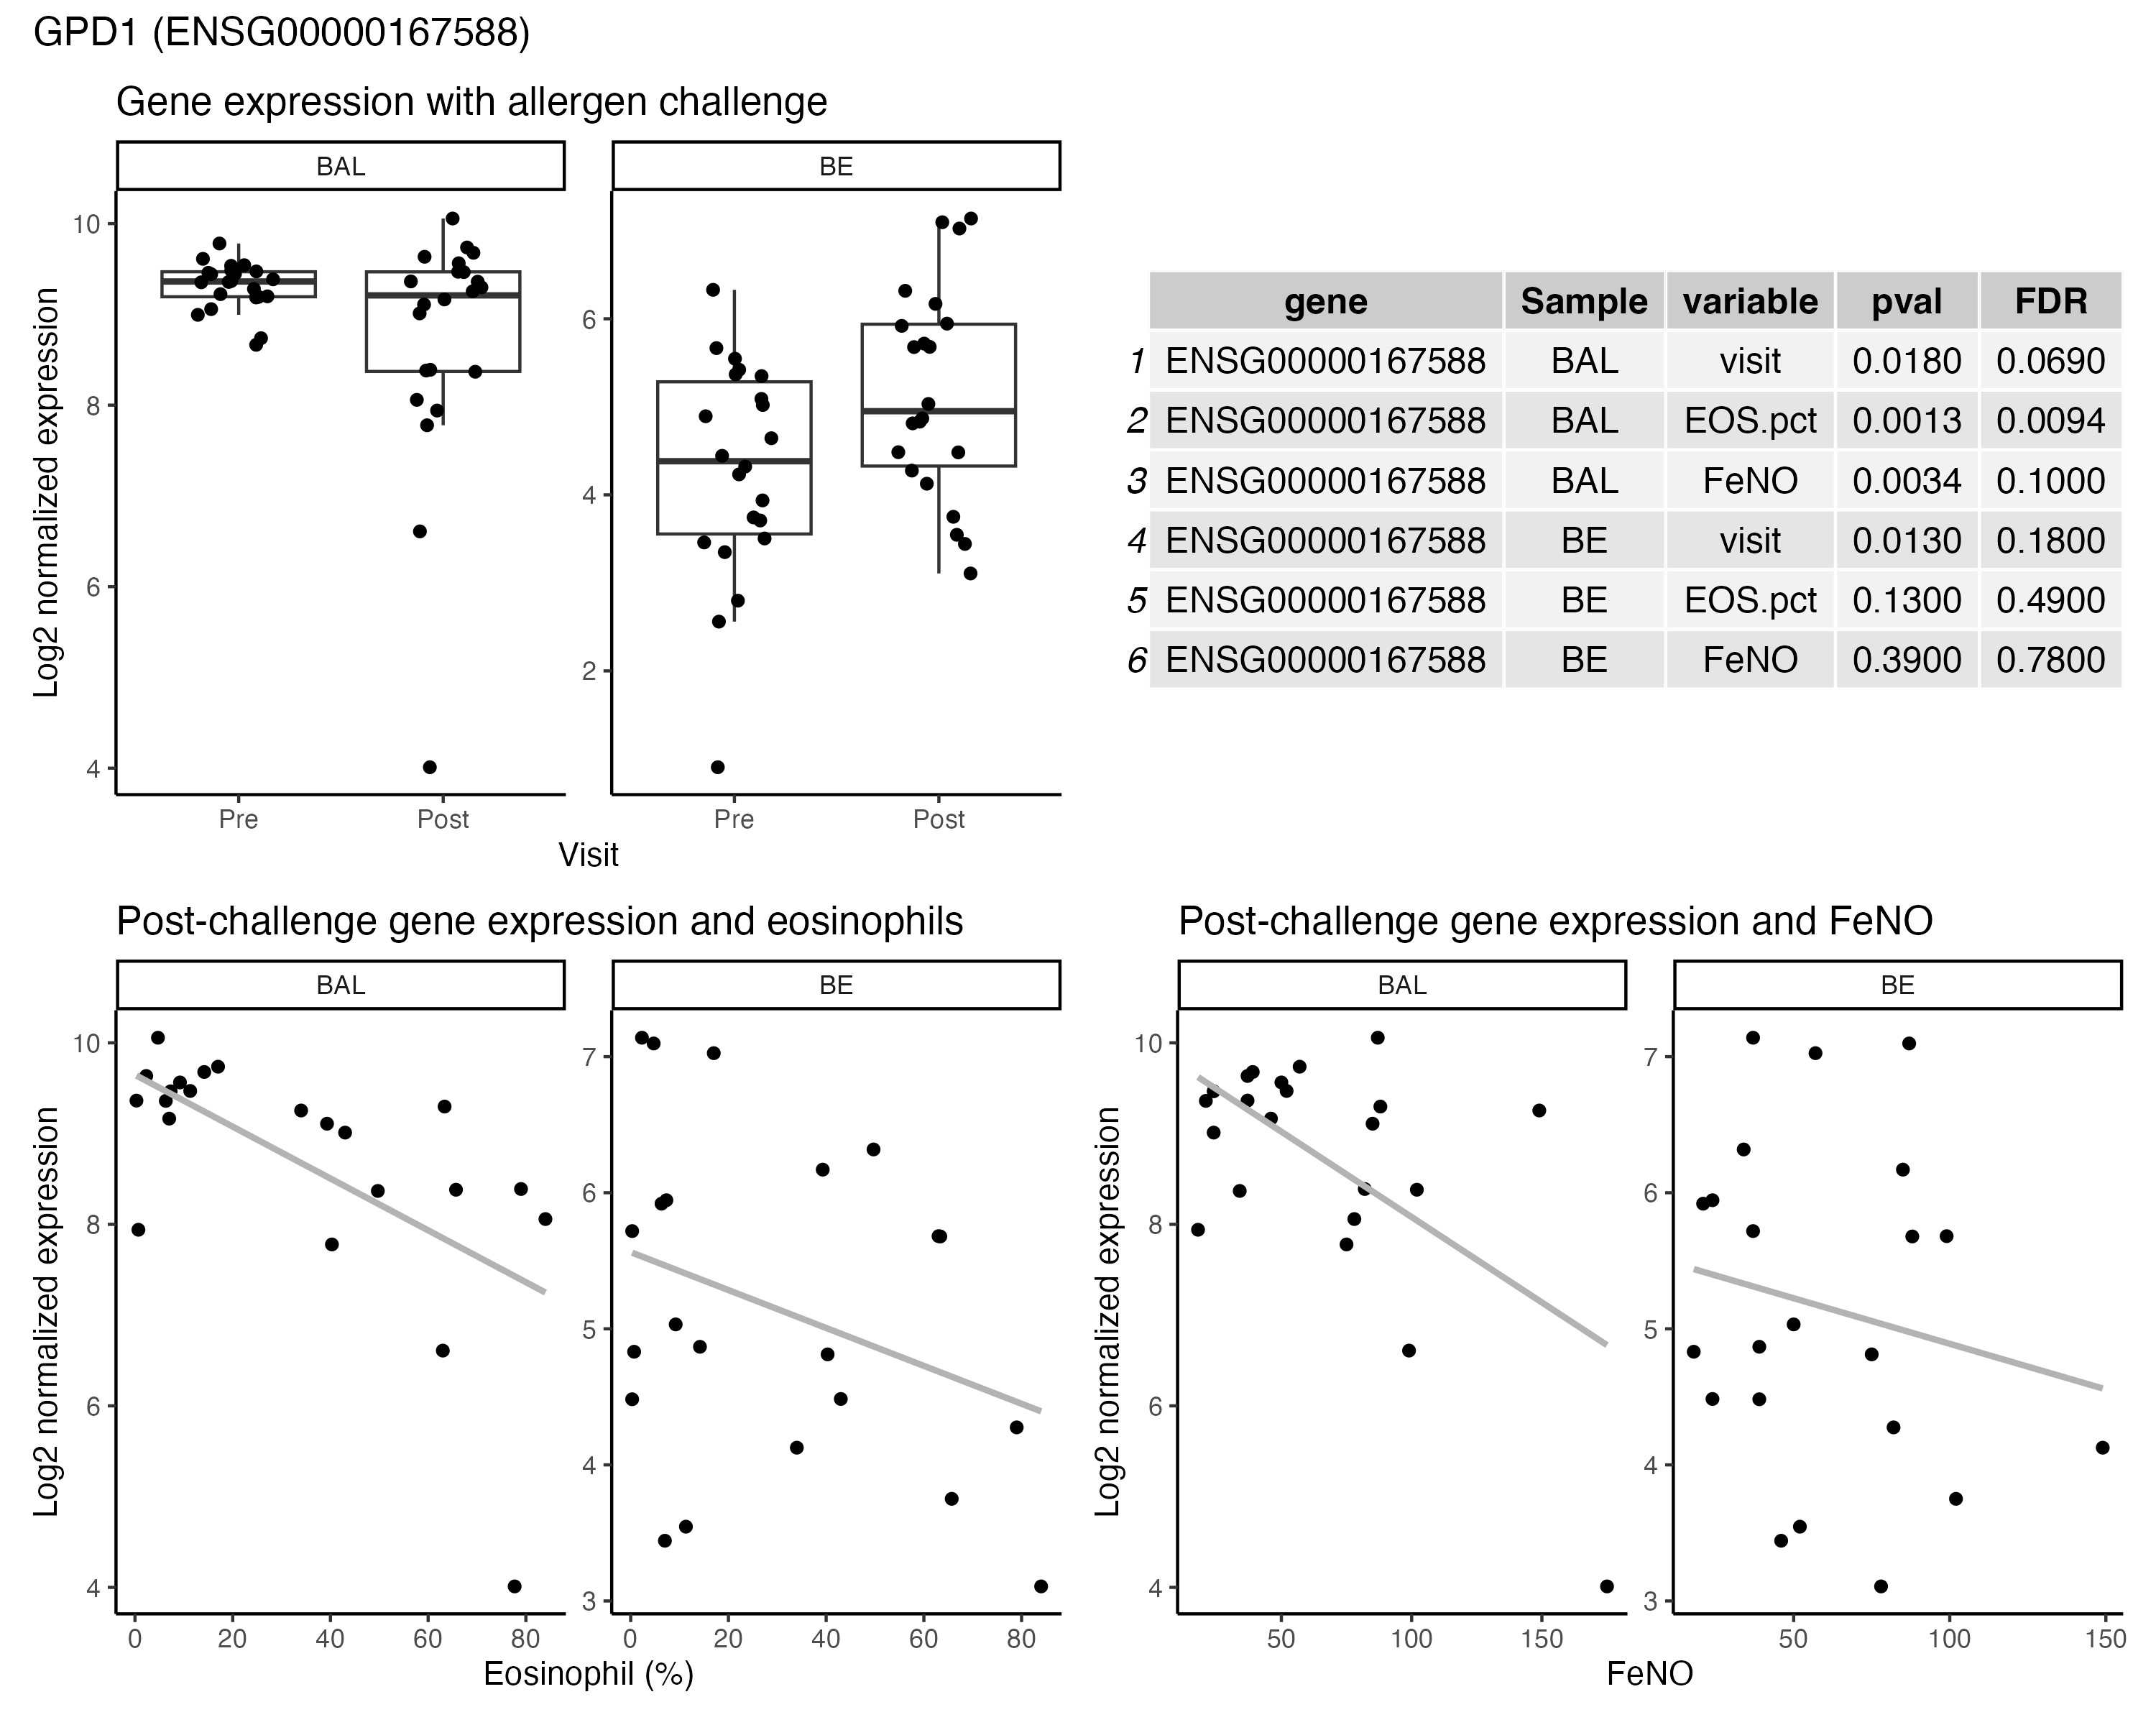 GPD1 (ENSG00000167588)
Gene expression with allergen challenge
BAL
BE
Log2 normalized expression
10
8
6
4
6
4
2
Pre
Post
Pre
Post
Visit
gene Sample variable pval FDR
1 ENSG00000167588 BAL visit 0.0180 0.0690
2 ENSG00000167588 BAL EOS.pct 0.0013 0.0094
3 ENSG00000167588 BAL FeNO 0.0034 0.1000
4 ENSG00000167588 BE visit 0.0130 0.1800
5 ENSG00000167588 BE EOS.pct 0.1300 0.4900
6 ENSG00000167588 BE FeNO 0.3900 0.7800
Post-challenge gene expression and eosinophils
BAL
BE
Log2 normalized expression
10
8
6
4
7
6
5
4
3
0 20 40 60 80
0 20 40 60 80
Eosinophil (%)
Post-challenge gene expression and FeNO
BAL
BE
Log2 normalized expression
10
8
6
4
7
6
5
4
3
50 100 150
50 100 150
FeNO